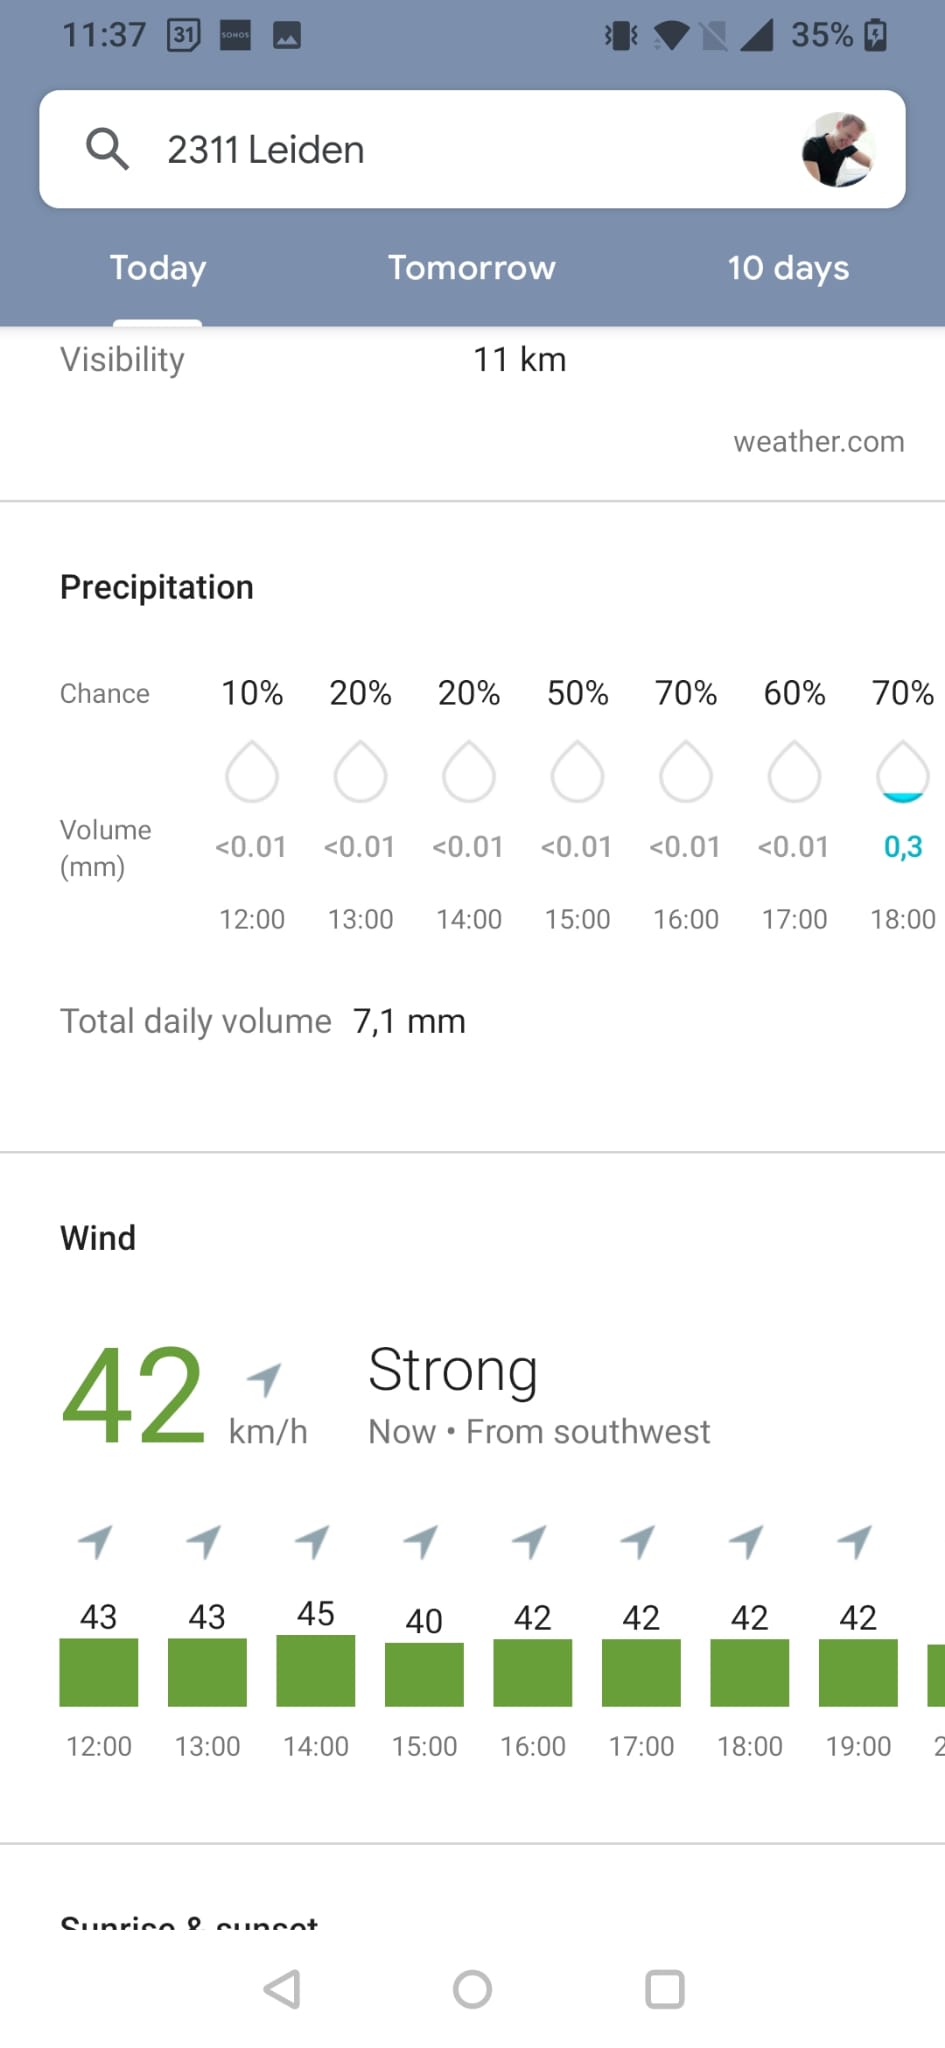 11:37 31 SONOS 35%
2311 Leiden
Today Tomorrow 10 days
Visibility 11 km
weather.com
Precipitation
Chance 10% 20% 20% 50% 70% 60% 70%
Volume (mm) <0.01 <0.01 <0.01 <0.01 <0.01 <0.01 0,3
12:00 13:00 14:00 15:00 16:00 17:00 18:00
Total daily volume 7,1 mm
Wind
42 km/h Strong
Now • From southwest
43 43 45 40 42 42 42 42
12:00 13:00 14:00 15:00 16:00 17:00 18:00 19:00 2
Sunrise & sunset